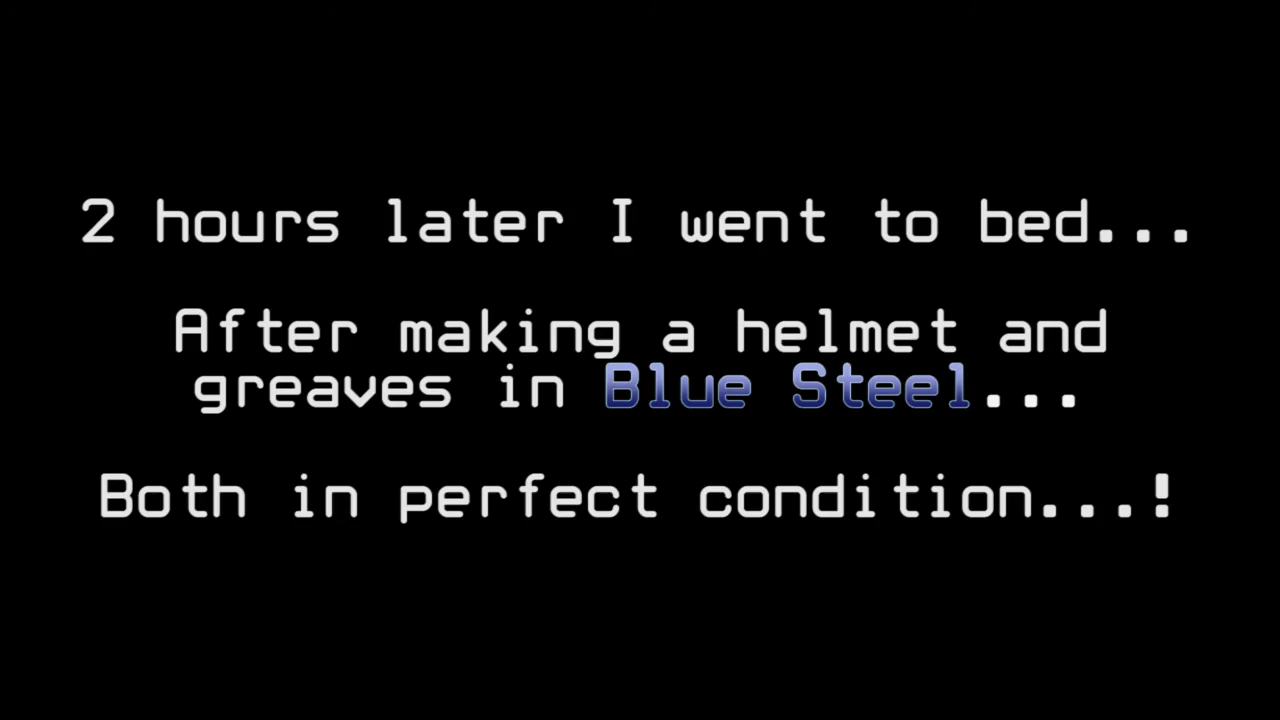 2 hours later I went to bed...
After making a helmet and
greaves in Blue Steel...
Both in perfect condition...!